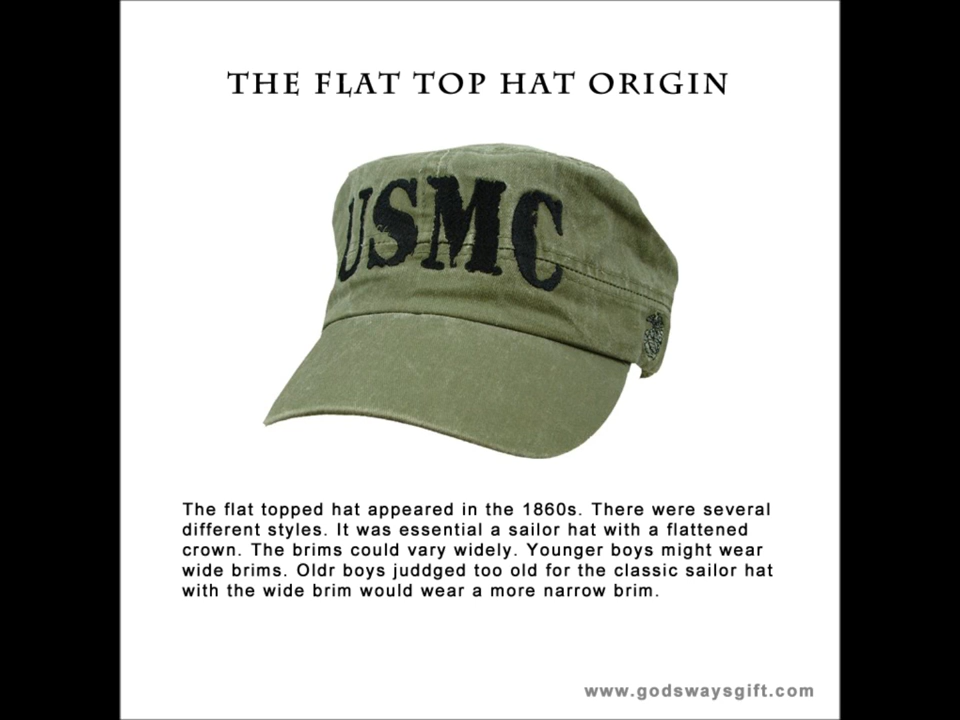 THE FLAT TOP HAT ORIGIN
USMC
The flat topped hat appeared in the 1860s. There were several
different styles. It was essential a sailor hat with a flattened
crown. The brims could vary widely. Younger boys might wear
wide brims. Oldr boys juddged too old for the classic sailor hat
with the wide brim would wear a more narrow brim.
www.godswaysgift.com